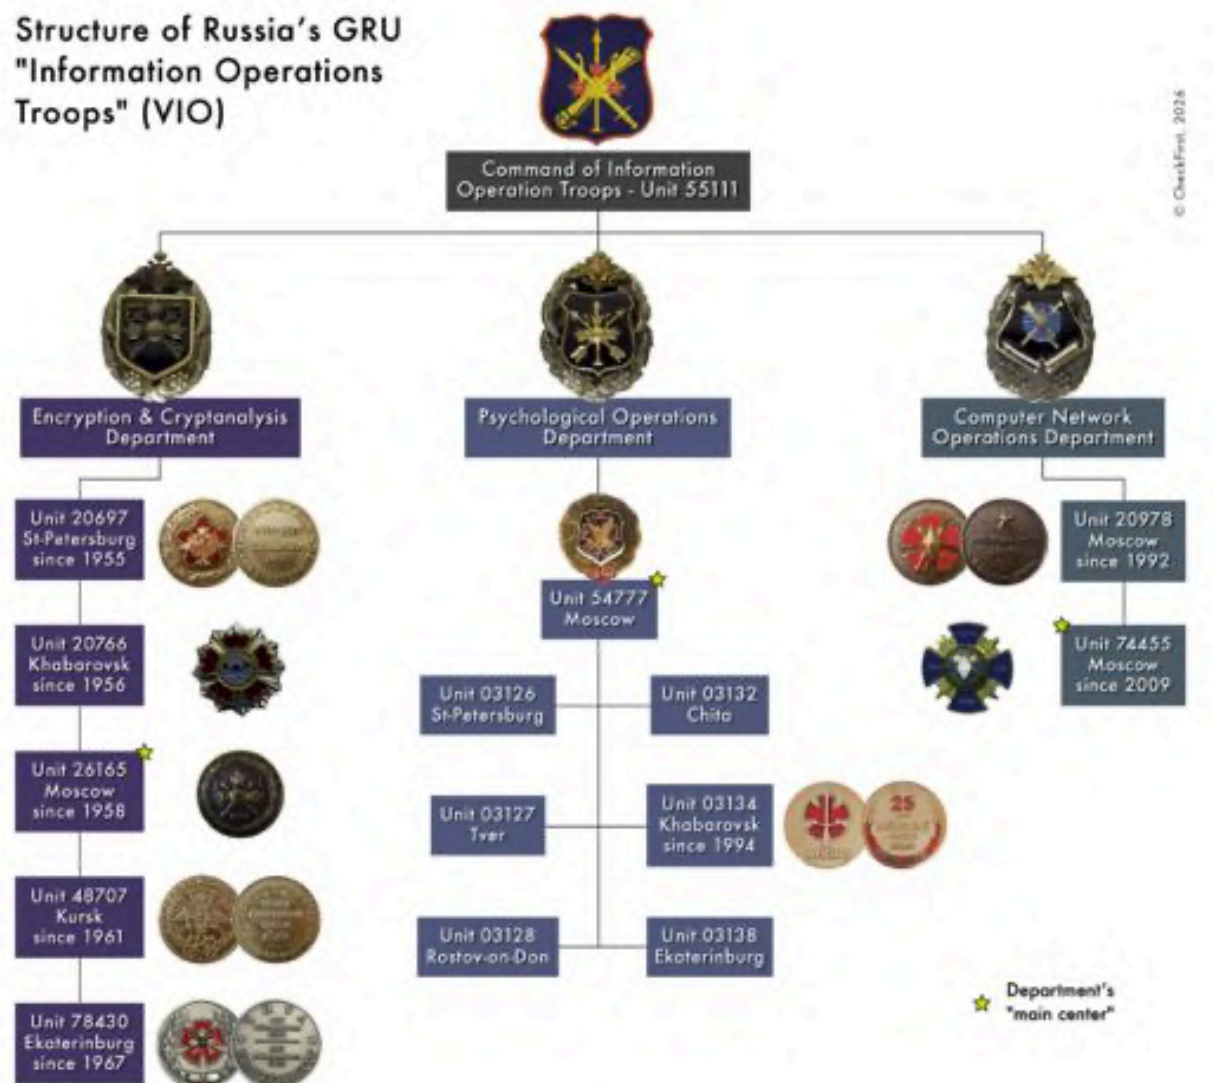 Structure of Russia's GRU
"Information Operations
Troops" (VIO)
© CheckFirst, 2026
Command of Information
Operation Troops - Unit 55111
Encryption & Cryptanalysis
Department
Psychological Operations
Department
Computer Network
Operations Department
Unit 20697
St-Petersburg
since 1955
Unit 20766
Khabarovsk
since 1956
Unit 26165
Moscow
since 1958
Unit 48707
Kursk
since 1961
Unit 78430
Ekaterinburg
since 1967
Unit 54777
Moscow
Unit 03126
St-Petersburg
Unit 03132
Chita
Unit 03127
Tver
Unit 03134
Khabarovsk
since 1994
25
Unit 03128
Rostov-on-Don
Unit 03138
Ekaterinburg
Unit 20978
Moscow
since 1992
Unit 74455
Moscow
since 2009
Department's
"main center"